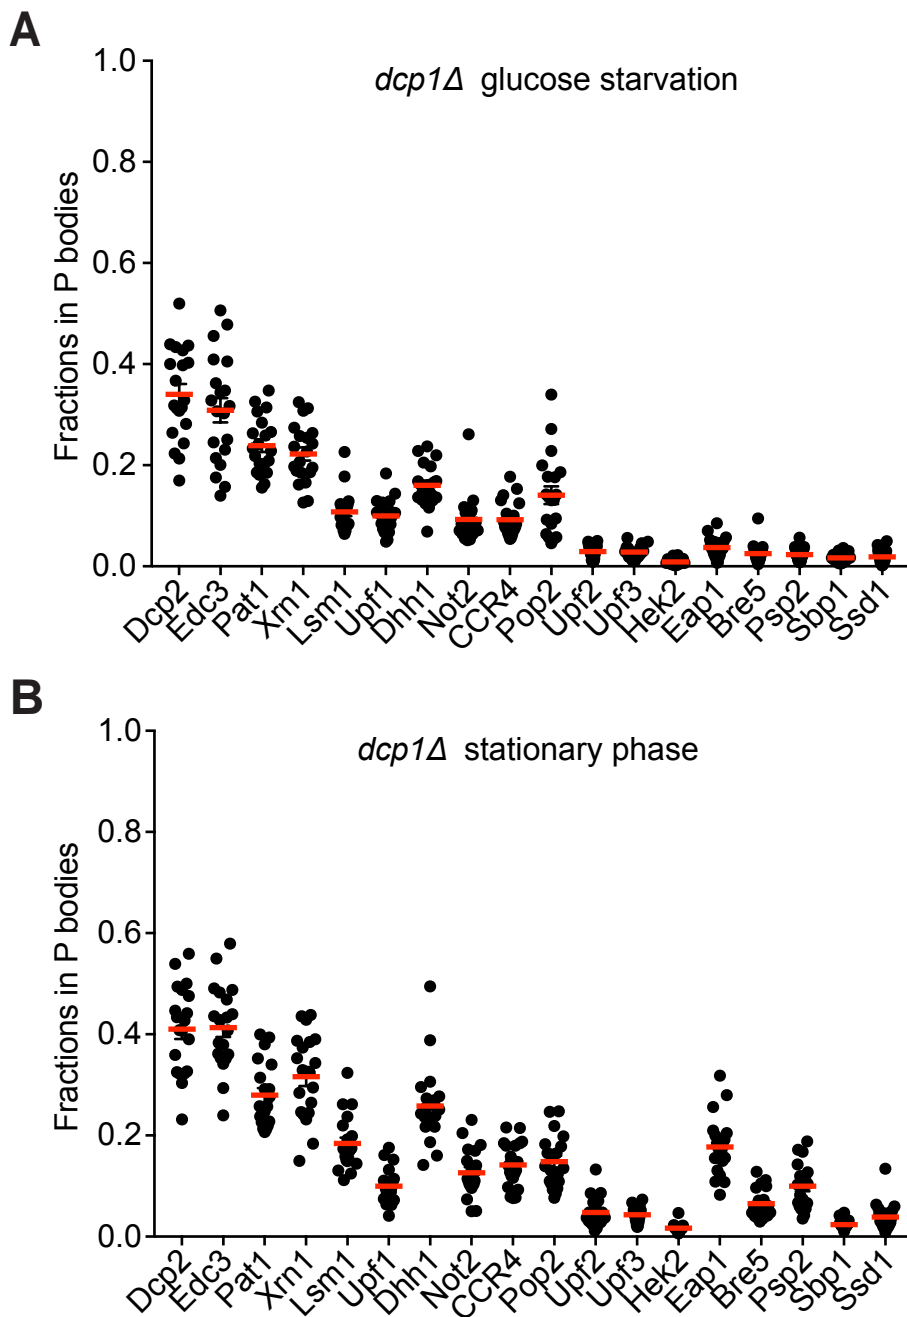 A
dcp1Δ glucose starvation
Fractions in P bodies
1.0
0.8
0.6
0.4
0.2
0.0
Dcp2 Edc3 Pat1 Xrn1 Lsm1 Upf1 Dhh1 Not2 CCR4 Pop2 Upf2 Upf3 Hek2 Eap1 Bre5 Psp2 Sbp1 Ssd1
B
dcp1Δ stationary phase
Fractions in P bodies
1.0
0.8
0.6
0.4
0.2
0.0
Dcp2 Edc3 Pat1 Xrn1 Lsm1 Upf1 Dhh1 Not2 CCR4 Pop2 Upf2 Upf3 Hek2 Eap1 Bre5 Psp2 Sbp1 Ssd1